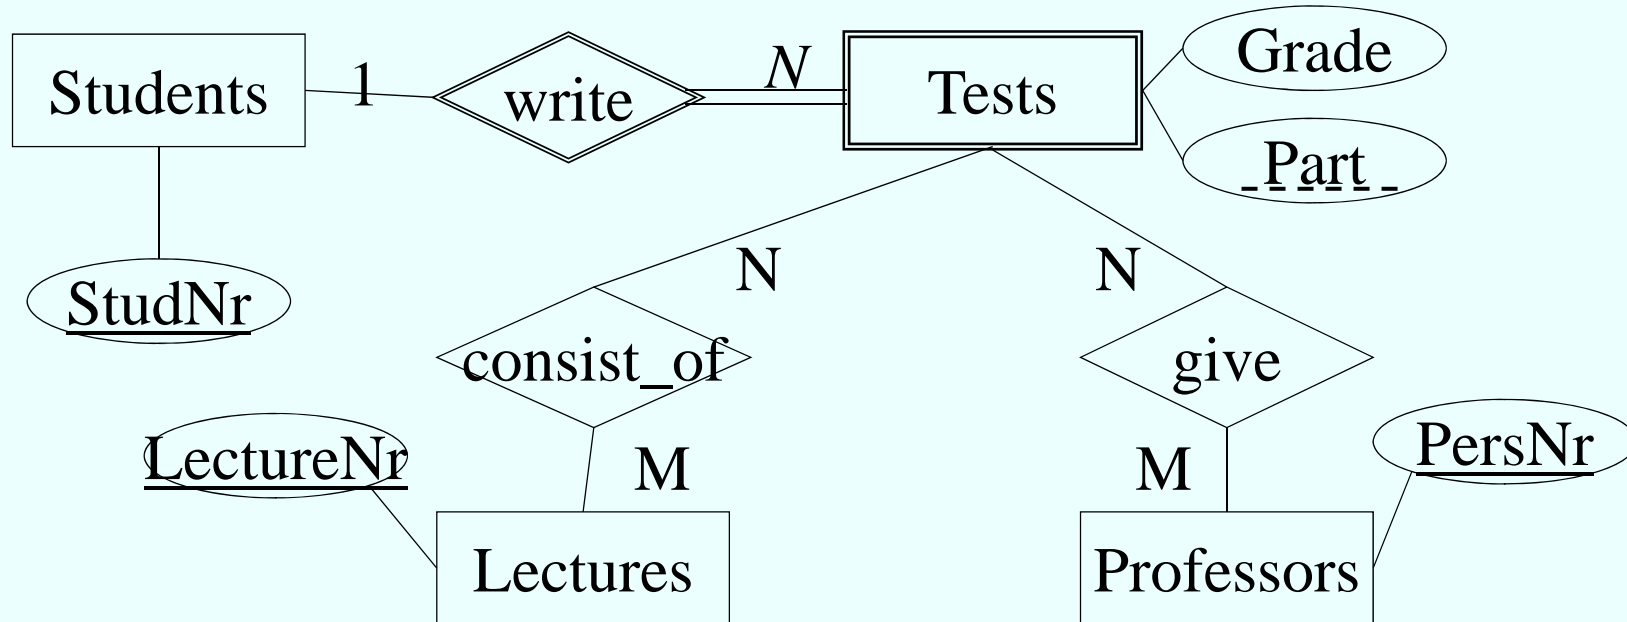 Students
1
write
N
Tests
Grade
Part
StudNr
N
N
consist_of
give
LectureNr
M
M
PersNr
Lectures
Professors